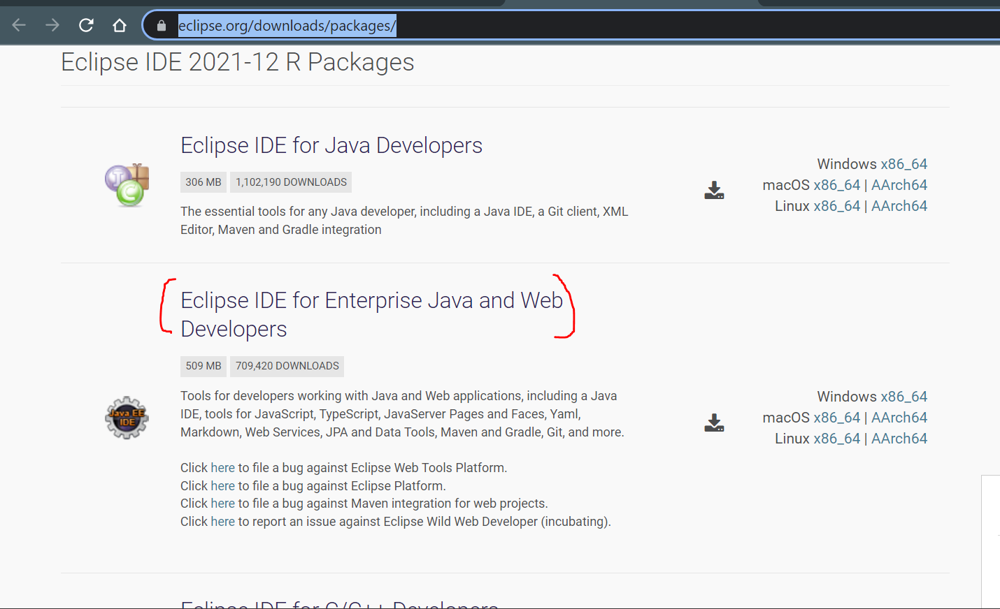 eclipse.org/downloads/packages/
Eclipse IDE 2021-12 R Packages
Eclipse IDE for Java Developers
306 MB 1,102,190 DOWNLOADS
The essential tools for any Java developer, including a Java IDE, a Git client, XML
Editor, Maven and Gradle integration
Windows x86_64
macOS x86_64 | AArch64
Linux x86_64 | AArch64
Eclipse IDE for Enterprise Java and Web
Developers
509 MB 709,420 DOWNLOADS
Tools for developers working with Java and Web applications, including a Java
IDE, tools for JavaScript, TypeScript, JavaServer Pages and Faces, Yaml,
Markdown, Web Services, JPA and Data Tools, Maven and Gradle, Git, and more.
Java EE
IDE
Click here to file a bug against Eclipse Web Tools Platform.
Click here to file a bug against Eclipse Platform.
Click here to file a bug against Maven integration for web projects.
Click here to report an issue against Eclipse Wild Web Developer (incubating).
Windows x86_64
macOS x86_64 | AArch64
Linux x86_64 | AArch64
Eclipse IDE for C/C++ Developers